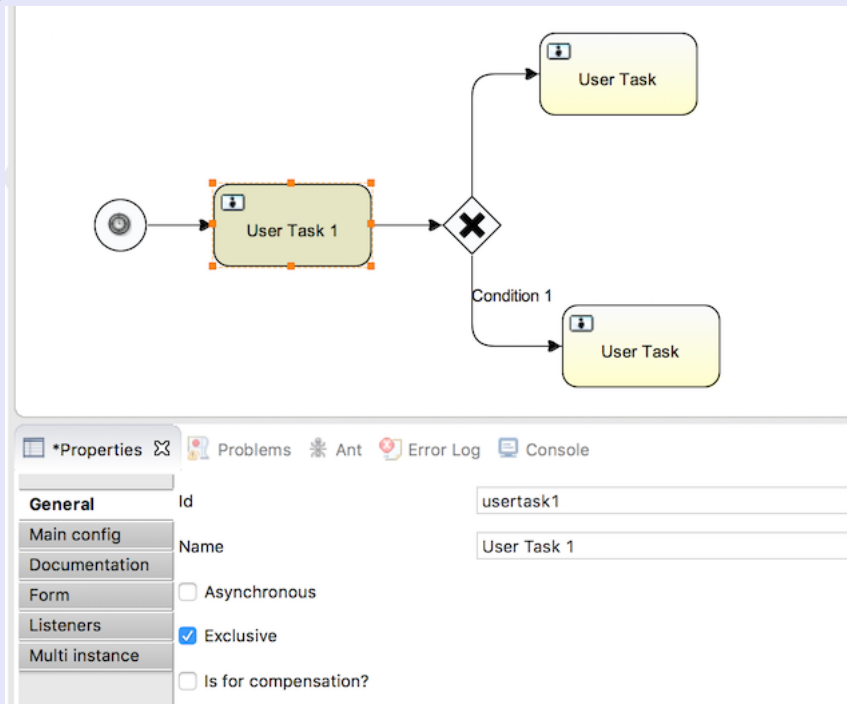 User Task
User Task 1
Condition 1
User Task
*Properties Problems Ant Error Log Console
General
Main config
Documentation
Form
Listeners
Multi instance
Id usertask1
Name User Task 1
Asynchronous
Exclusive
Is for compensation?